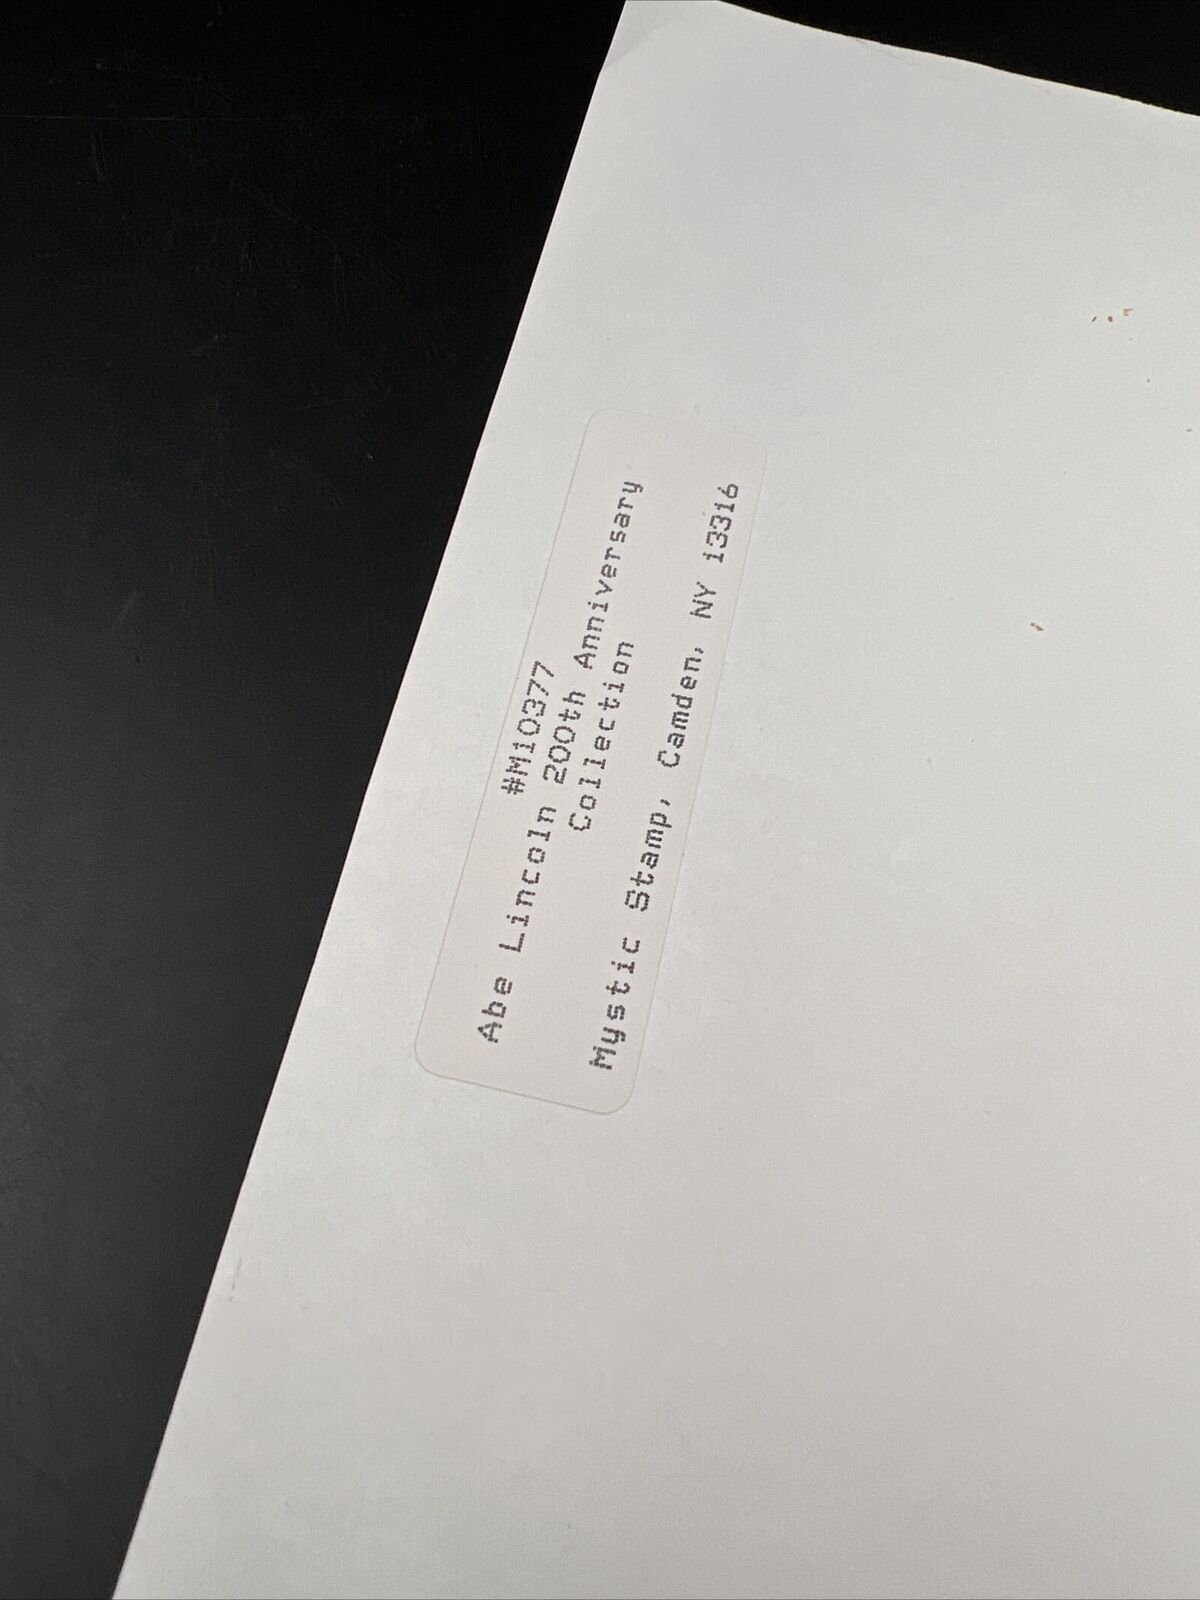 #M10377
Abe Lincoln 200th Anniversary
Collection
Mystic Stamp, Camden, NY 13316